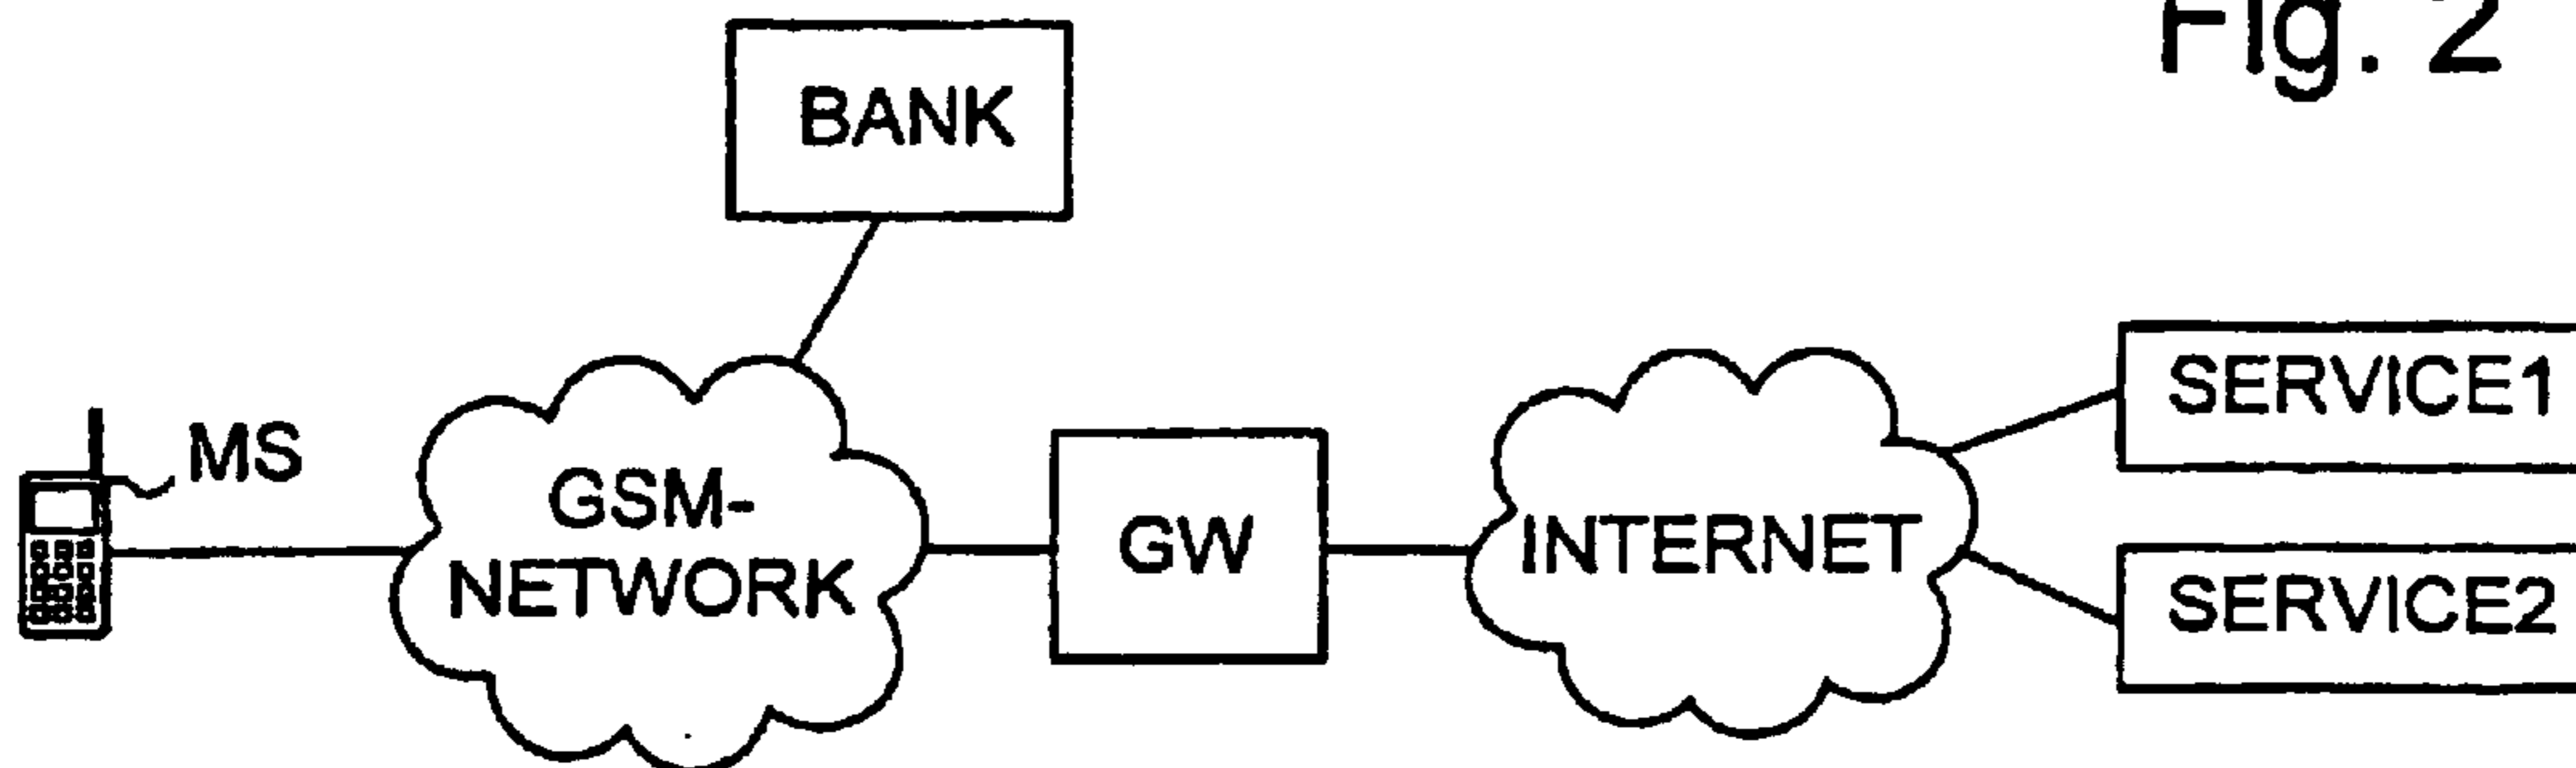 Fig. 2
BANK
MS
GSM-
NETWORK
GW
INTERNET
SERVICE1
SERVICE2